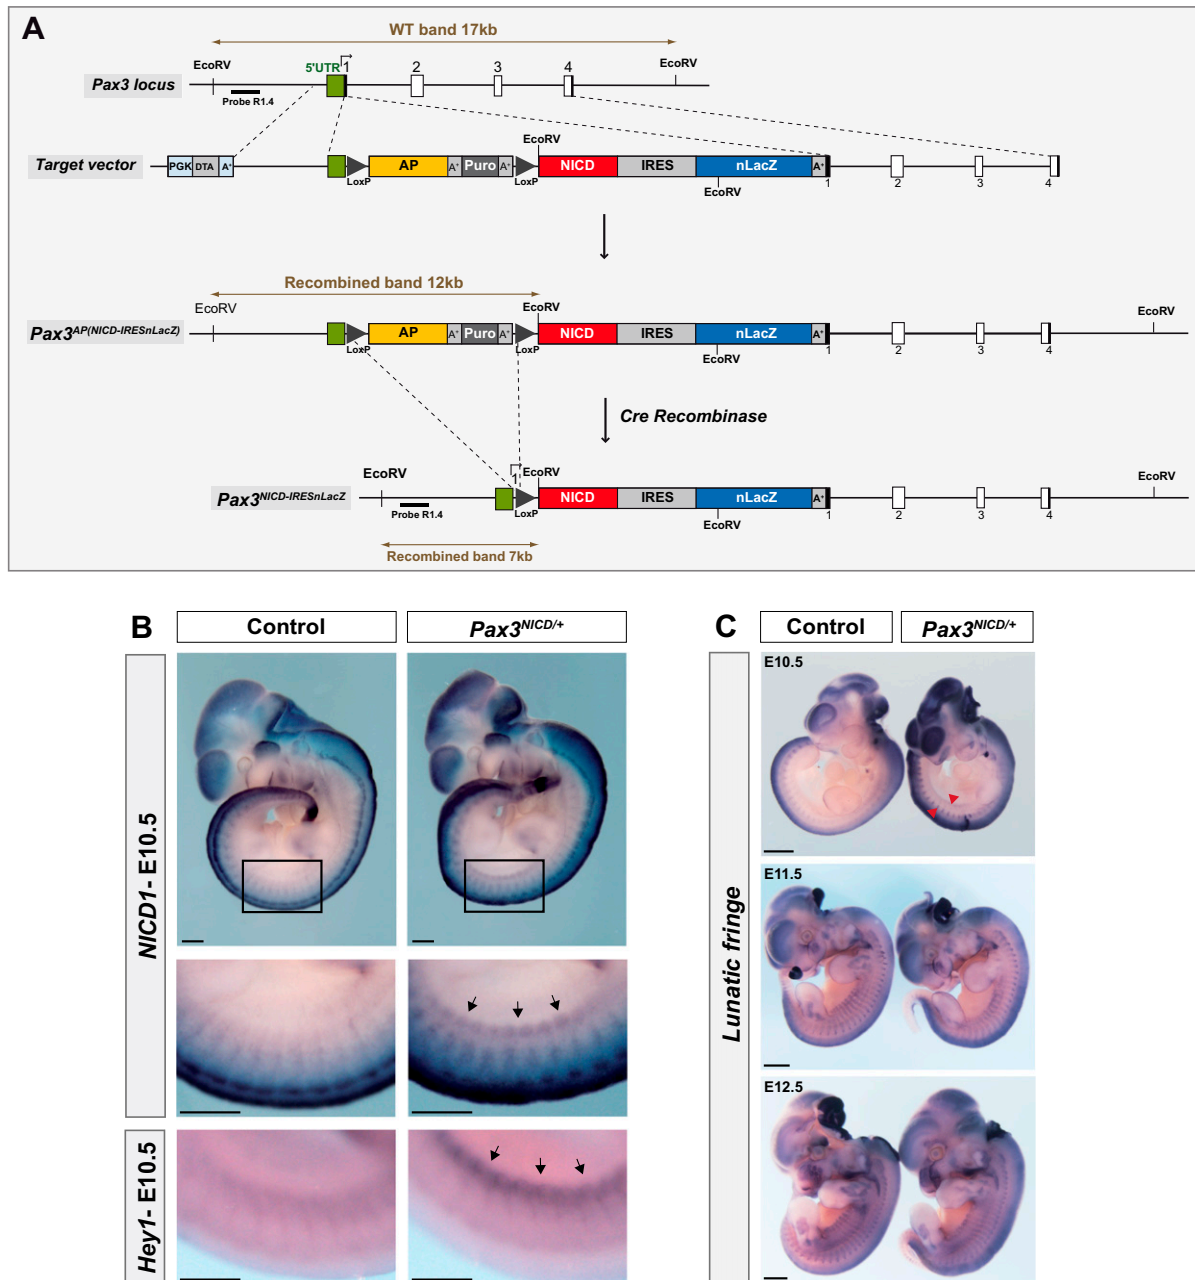 A
WT band 17kb
EcoRV
5'UTR
1
2
3
4
EcoRV
Pax3 locus
Probe R1.4
EcoRV
Target vector
PGK
DTA
A+
LoxP
AP
A+
Puro
A+
LoxP
NICD
IRES
nLacZ
A+
EcoRV
1
2
3
4
Recombined band 12kb
EcoRV
EcoRV
EcoRV
Pax3AP(NICD-IRESnLacZ)
LoxP
AP
A+
Puro
A+
LoxP
NICD
IRES
nLacZ
A+
EcoRV
1
2
3
4
Cre Recombinase
EcoRV
1
EcoRV
EcoRV
Pax3NICD-IRESnLacZ
Probe R1.4
LoxP
NICD
IRES
nLacZ
A+
EcoRV
1
2
3
4
Recombined band 7kb
B
Control
Pax3NICD/+
NICD1- E10.5
Hey1- E10.5
C
Control
Pax3NICD/+
Lunatic fringe
E10.5
E11.5
E12.5